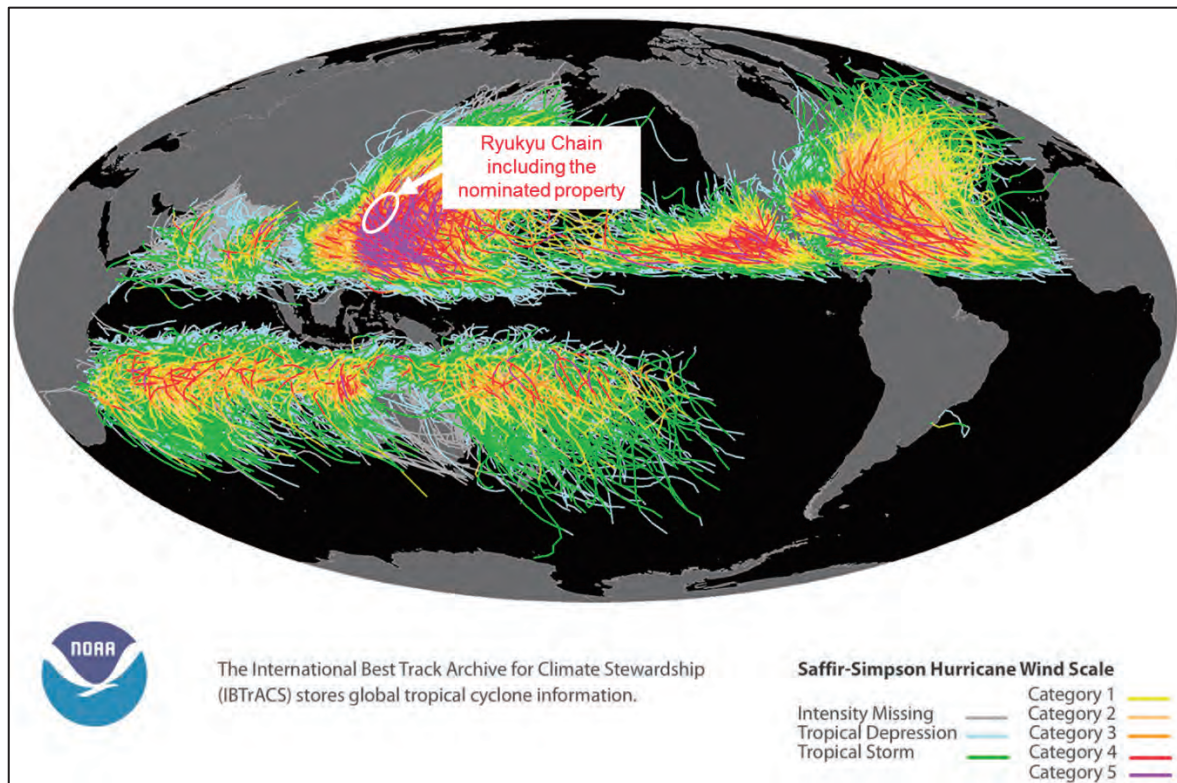 Ryukyu Chain
including the
nominated property
NOAA
The International Best Track Archive for Climate Stewardship
(IBTrACS) stores global tropical cyclone information.
Saffir-Simpson Hurricane Wind Scale
Intensity Missing
Tropical Depression
Tropical Storm
Category 1
Category 2
Category 3
Category 4
Category 5